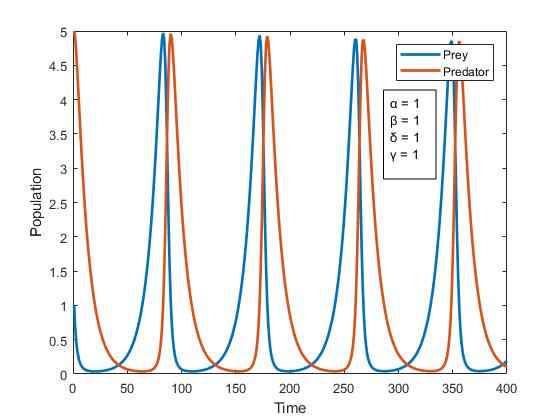 Prey
Predator
α = 1
β = 1
δ = 1
γ = 1
5
4.5
4
3.5
3
2.5
2
1.5
1
0.5
0
Population
0 50 100 150 200 250 300 350 400
Time